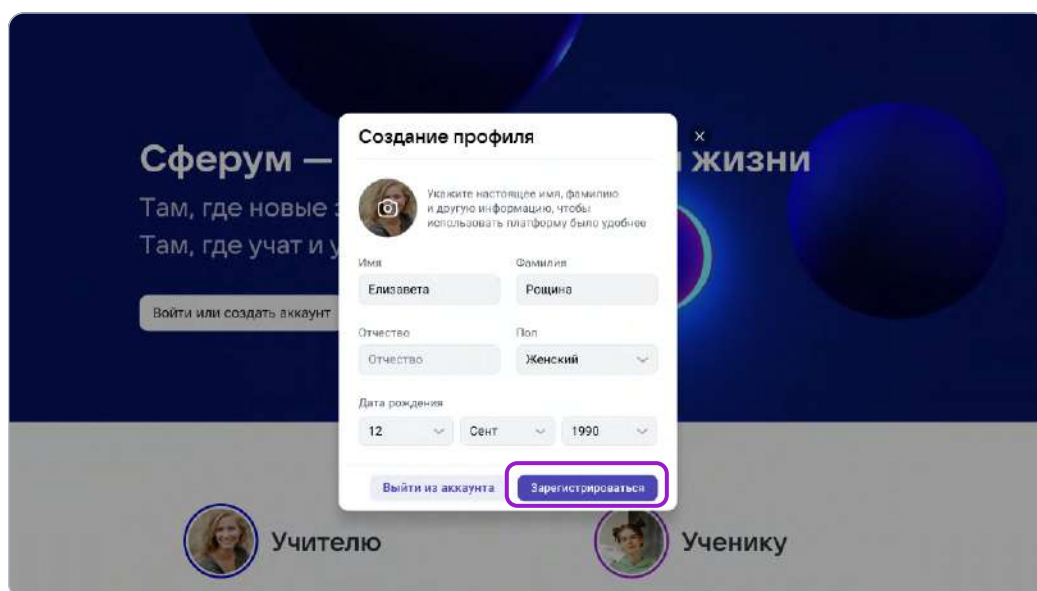 Создание профиля
Сферум —
и жизни
Укажите настоящее имя, фамилию
и другую информацию, чтобы
использовать платформу было удобнее
Там, где новые
Там, где учат и у
Имя
Фамилия
Елизавета
Рощина
Войти или создать аккаунт
Отчество
Пол
Отчество
Женский
Дата рождения
12
Сент
1990
Выйти из аккаунта
Зарегистрироваться
Учителю
Ученику